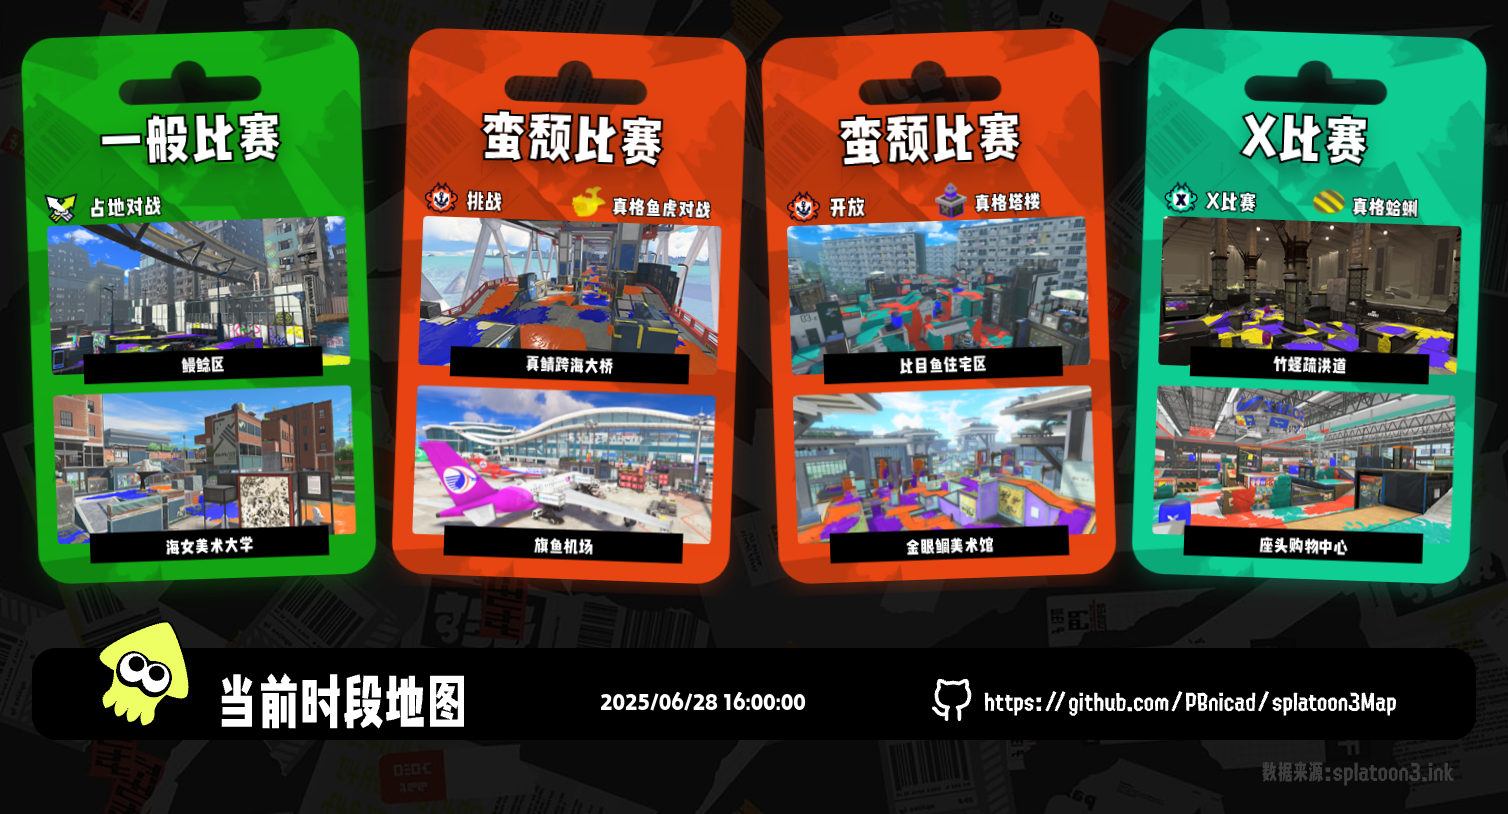 一般比赛
占地对战
鳗鲶区
海女美术大学
蛮颓比赛
挑战
真格鱼虎对战
真鲭跨海大桥
旗鱼机场
蛮颓比赛
开放
真格塔楼
比目鱼住宅区
金眼鲷美术馆
X比赛
X比赛
真格蛤蜊
竹蛏疏洪道
座头购物中心
当前时段地图
2025/06/28 16:00:00
https://github.com/PBnicad/splatoon3Map
数据来源:splatoon3.ink